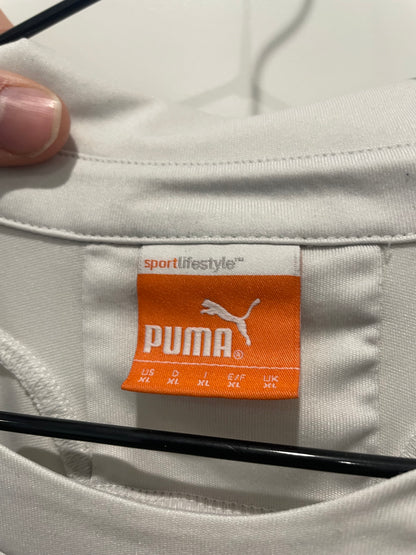 sportlifestyle™
PUMA®
US D I E/F UK
XL XL XL XL XL